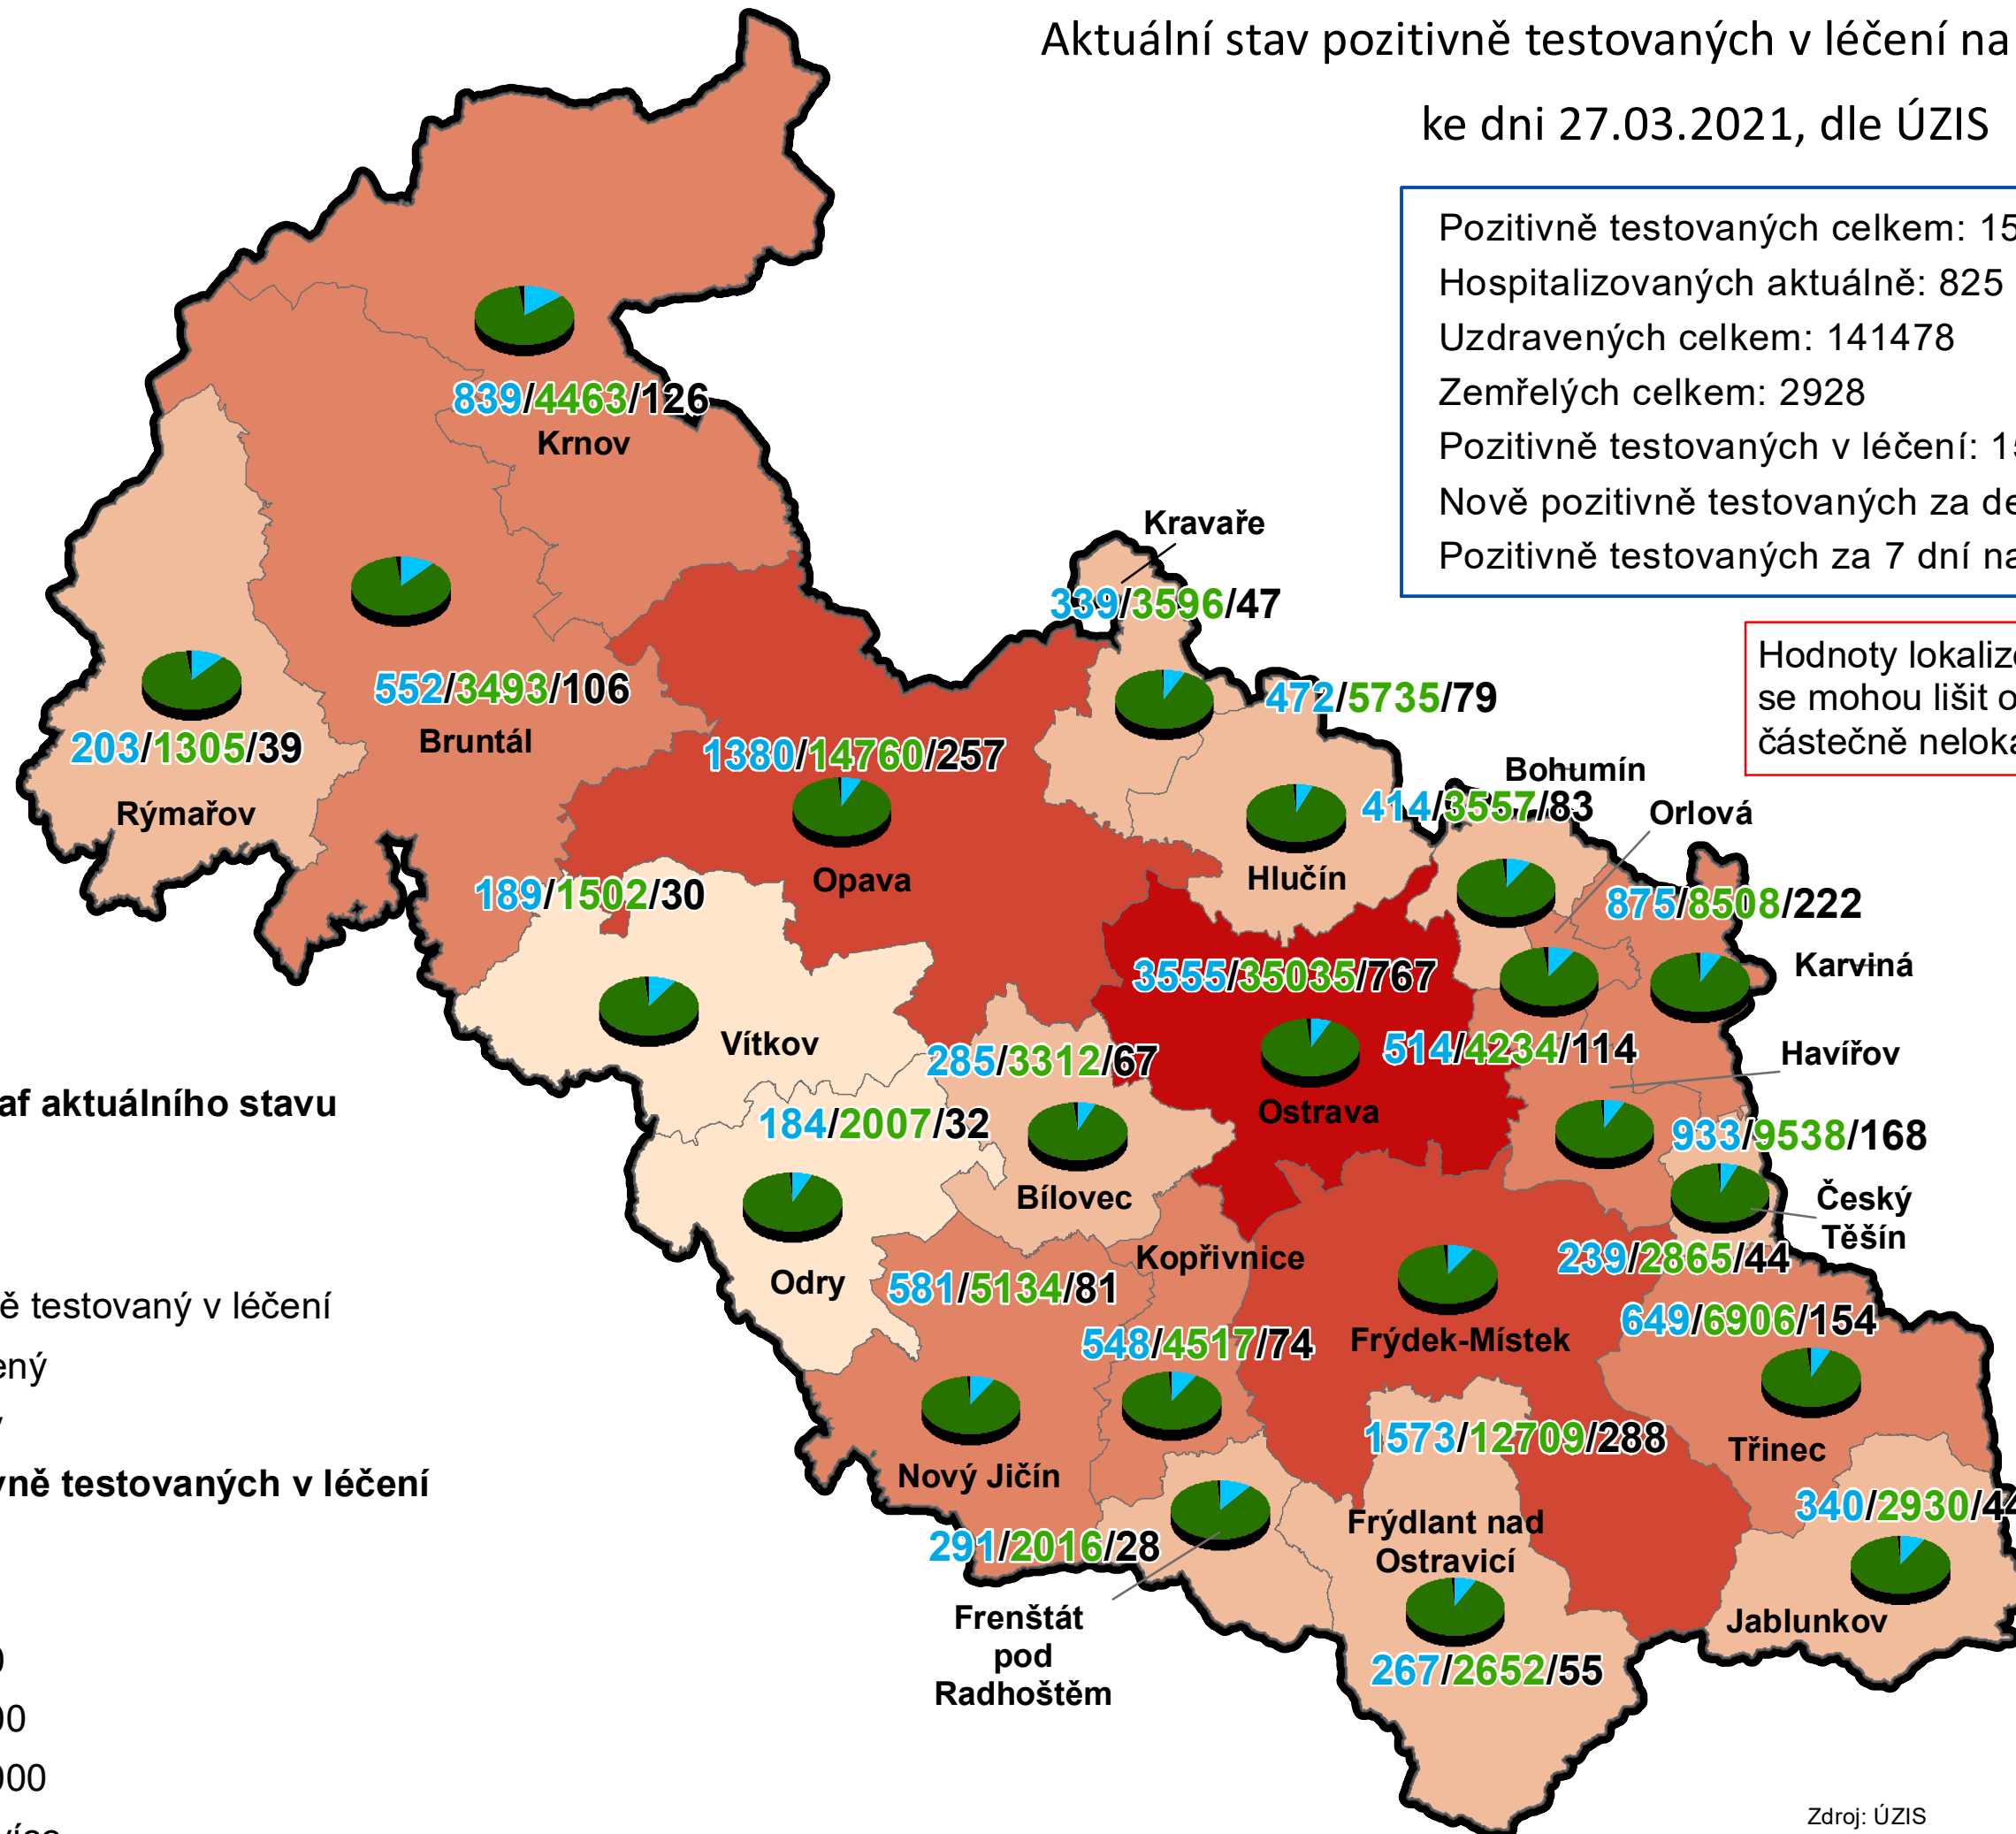 Aktuální stav pozitivně testovaných v léčení na
ke dni 27.03.2021, dle ÚZIS
Pozitivně testovaných celkem: 15
Hospitalizovaných aktuálně: 825
Uzdravených celkem: 141478
Zemřelých celkem: 2928
Pozitivně testovaných v léčení: 15
Nově pozitivně testovaných za de
Pozitivně testovaných za 7 dní na
Hodnoty lokaliz
se mohou lišit o
částečně neloka
839/4463/126
Krnov
Kravaře
339/3596/47
552/3493/106
Bruntál
203/1305/39
Rýmařov
472/5735/79
Hlučín
1380/14760/257
Opava
Bohumín
414/3557/83
Orlová
875/8508/222
Karviná
189/1502/30
Vítkov
3555/35035/767
Ostrava
514/4234/114
Havířov
285/3312/67
Bílovec
184/2007/32
Odry
933/9538/168
Český
Těšín
239/2865/44
Kopřivnice
581/5134/81
Nový Jičín
548/4517/74
Frýdek-Místek
649/6906/154
Třinec
1573/12709/288
Frýdlant nad
Ostravicí
267/2652/55
340/2930/44
Jablunkov
291/2016/28
Frenštát
pod
Radhoštěm
af aktuálního stavu
ě testovaný v léčení
ený
vně testovaných v léčení
0
00
000
Zdroj: ÚZIS